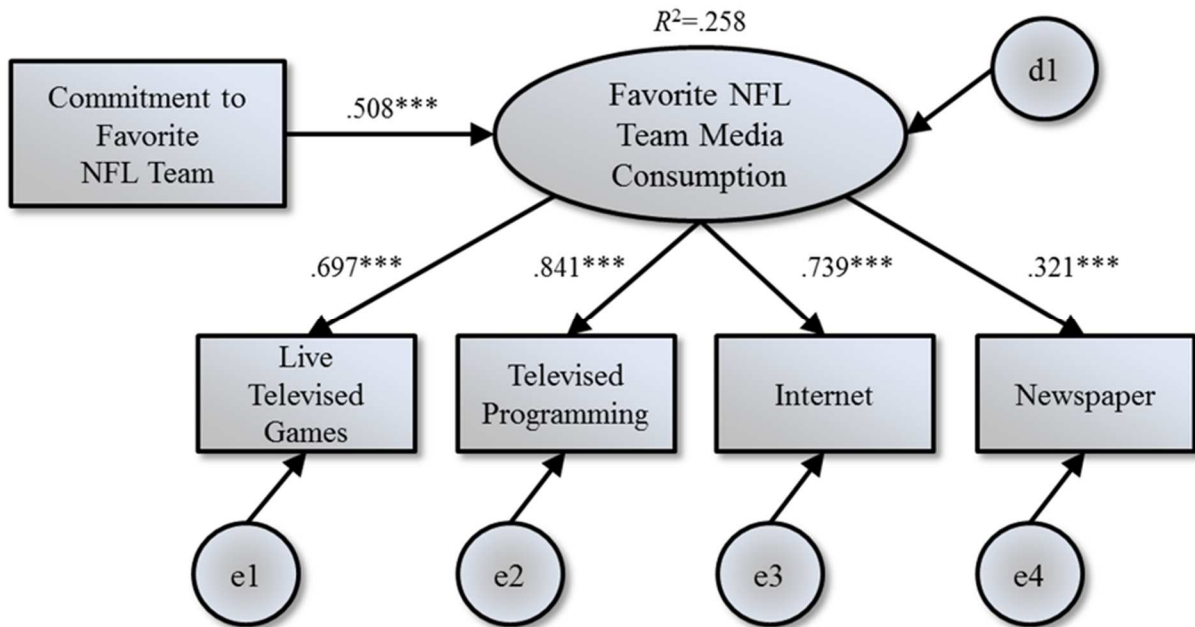 R²=.258
d1
Commitment to
Favorite
NFL Team
.508***
Favorite NFL
Team Media
Consumption
.697***
.841***
.739***
.321***
Live
Televised
Games
Televised
Programming
Internet
Newspaper
e1
e2
e3
e4